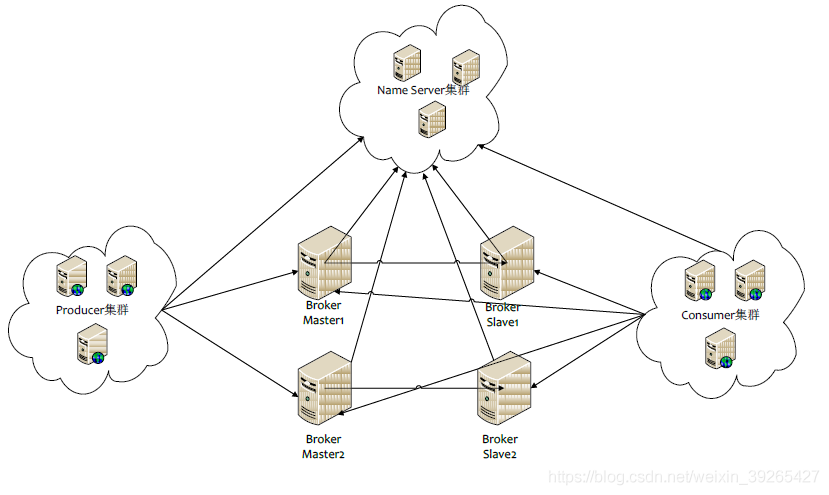 Name Server集群
Producer集群
Broker
Master1
Broker
Slave1
Consumer集群
Broker
Master2
Broker
Slave2
https://blog.csdn.net/weixin_39265427